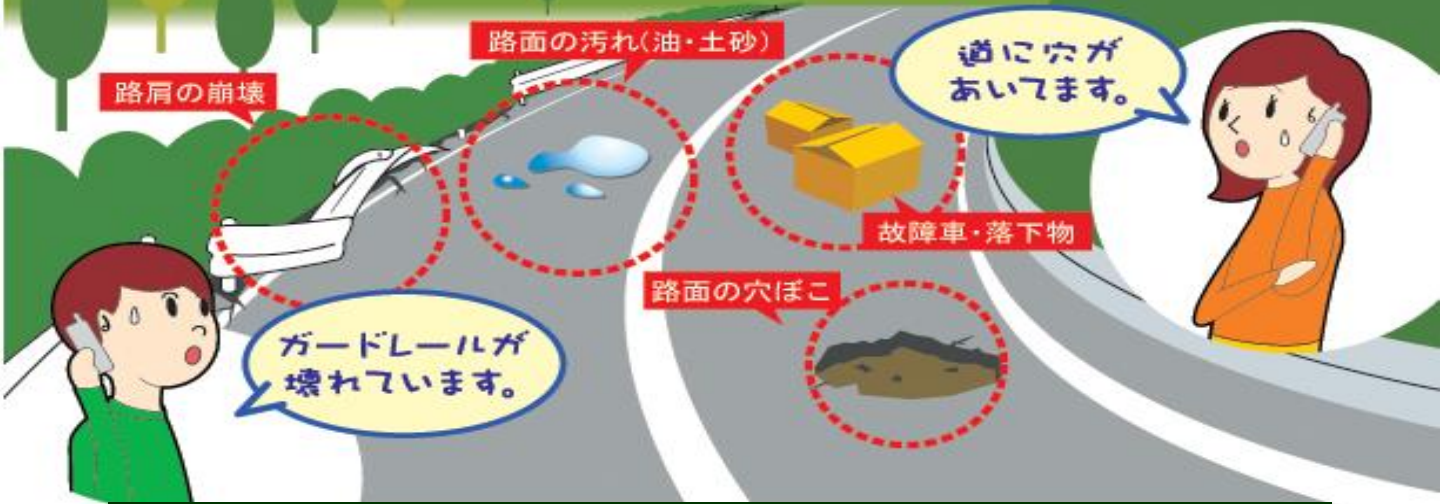 路面の汚れ(油・土砂)
道に穴が
あいてます。
路肩の崩壊
故障車・落下物
路面の穴ぼこ
ガードレールが
壊れています。